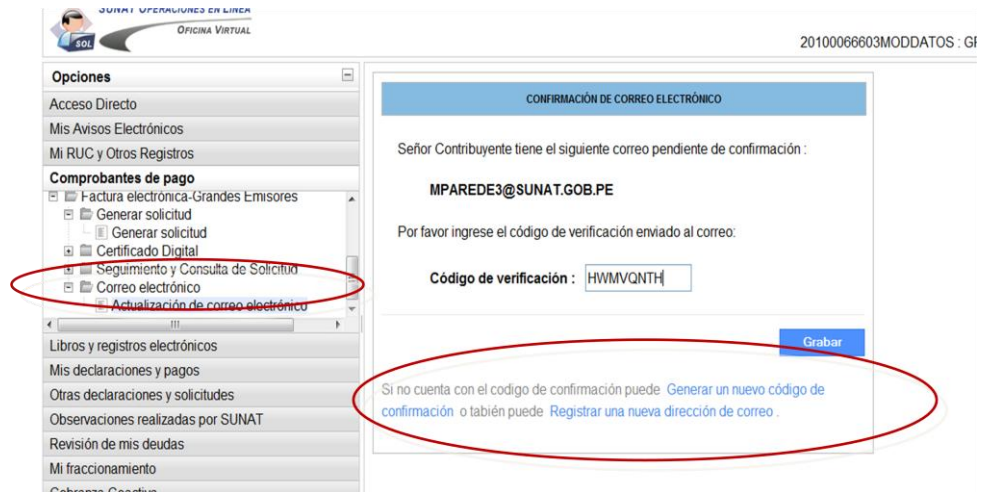 SUNAT OPERACIONES EN LÍNEA
OFICINA VIRTUAL
SOL
20100066603MODDATOS : GF
Opciones
Acceso Directo
Mis Avisos Electrónicos
Mi RUC y Otros Registros
Comprobantes de pago
Factura electrónica-Grandes Emisores
Generar solicitud
Generar solicitud
Certificado Digital
Seguimiento y Consulta de Solicitud
Correo electrónico
Actualización de correo electrónico
Libros y registros electrónicos
Mis declaraciones y pagos
Otras declaraciones y solicitudes
Observaciones realizadas por SUNAT
Revisión de mis deudas
Mi fraccionamiento
Cobranza Coactiva
CONFIRMACIÓN DE CORREO ELECTRÓNICO
Señor Contribuyente tiene el siguiente correo pendiente de confirmación :
MPAREDE3@SUNAT.GOB.PE
Por favor ingrese el código de verificación enviado al correo:
Código de verificación : HWMVQNTH
Grabar
Si no cuenta con el codigo de confirmación puede Generar un nuevo código de
confirmación o tabién puede Registrar una nueva dirección de correo .